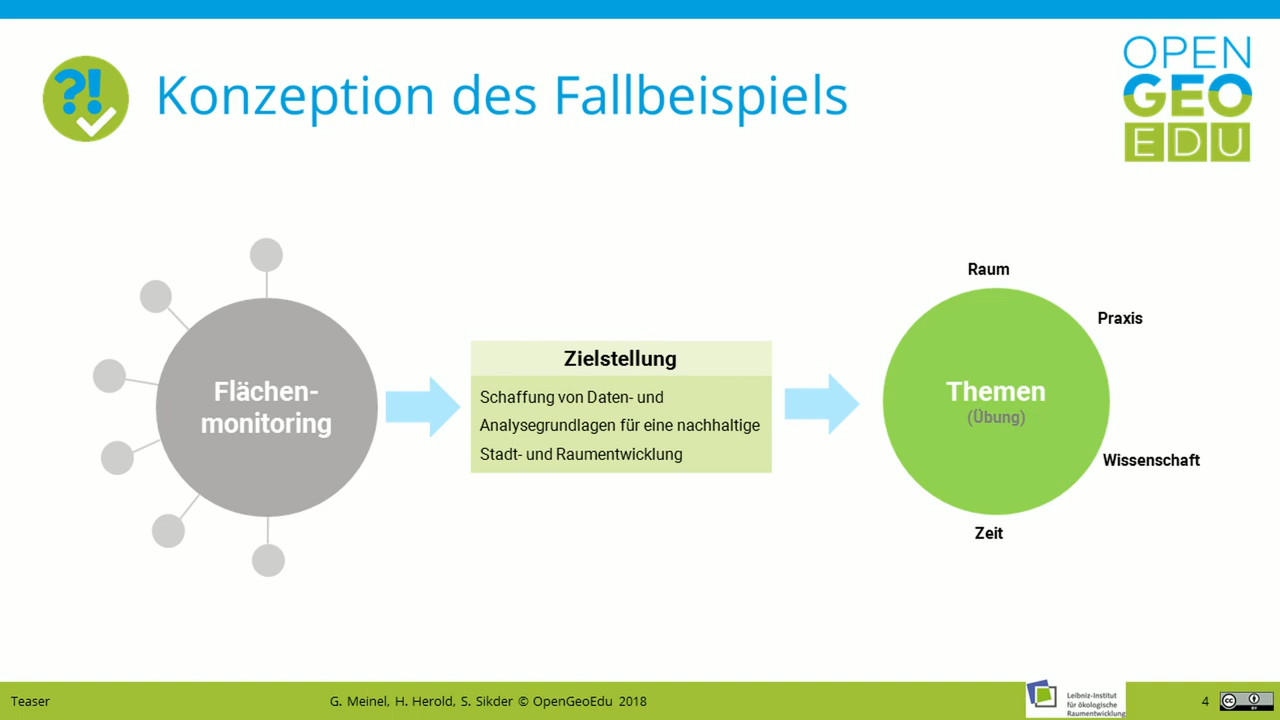 ?!
Konzeption des Fallbeispiels
OPEN
GEO
EDU
Flächen-
monitoring
Zielstellung
Schaffung von Daten- und
Analysegrundlagen für eine nachhaltige
Stadt- und Raumentwicklung
Raum
Praxis
Themen
(Übung)
Wissenschaft
Zeit
Teaser
G. Meinel, H. Herold, S. Sikder © OpenGeoEdu 2018
Leibniz-Institut
für ökologische
Raumentwicklung
4
cc
BY